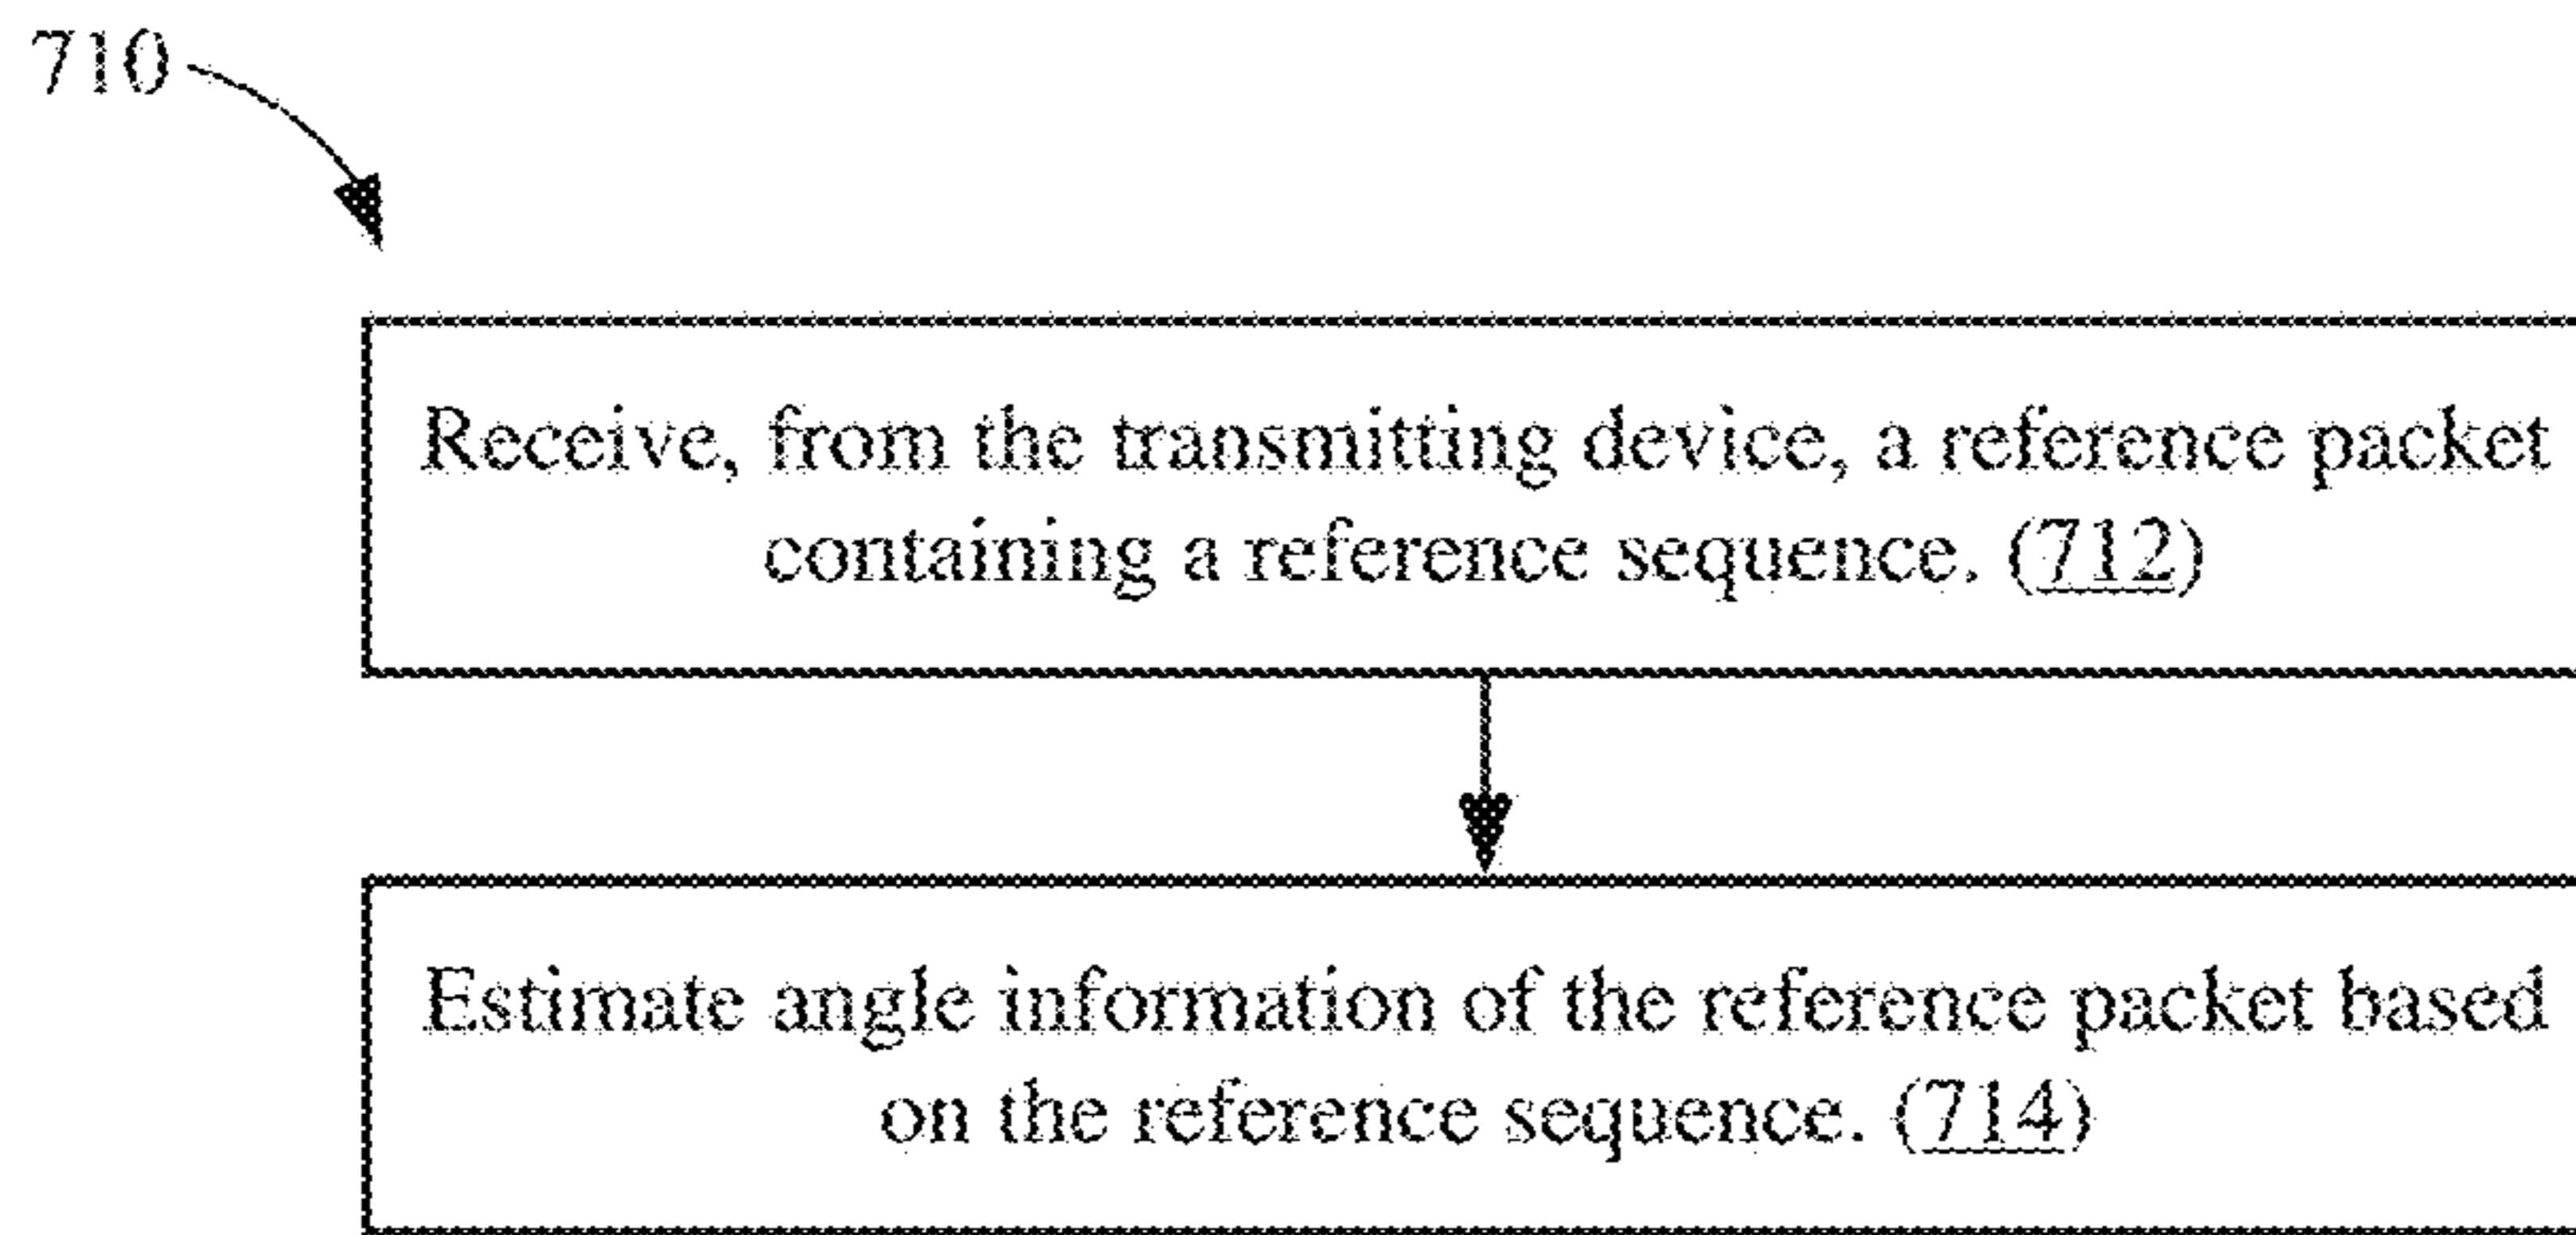 710
Receive, from the transmitting device, a reference packet
containing a reference sequence. (712)
Estimate angle information of the reference packet based
on the reference sequence. (714)